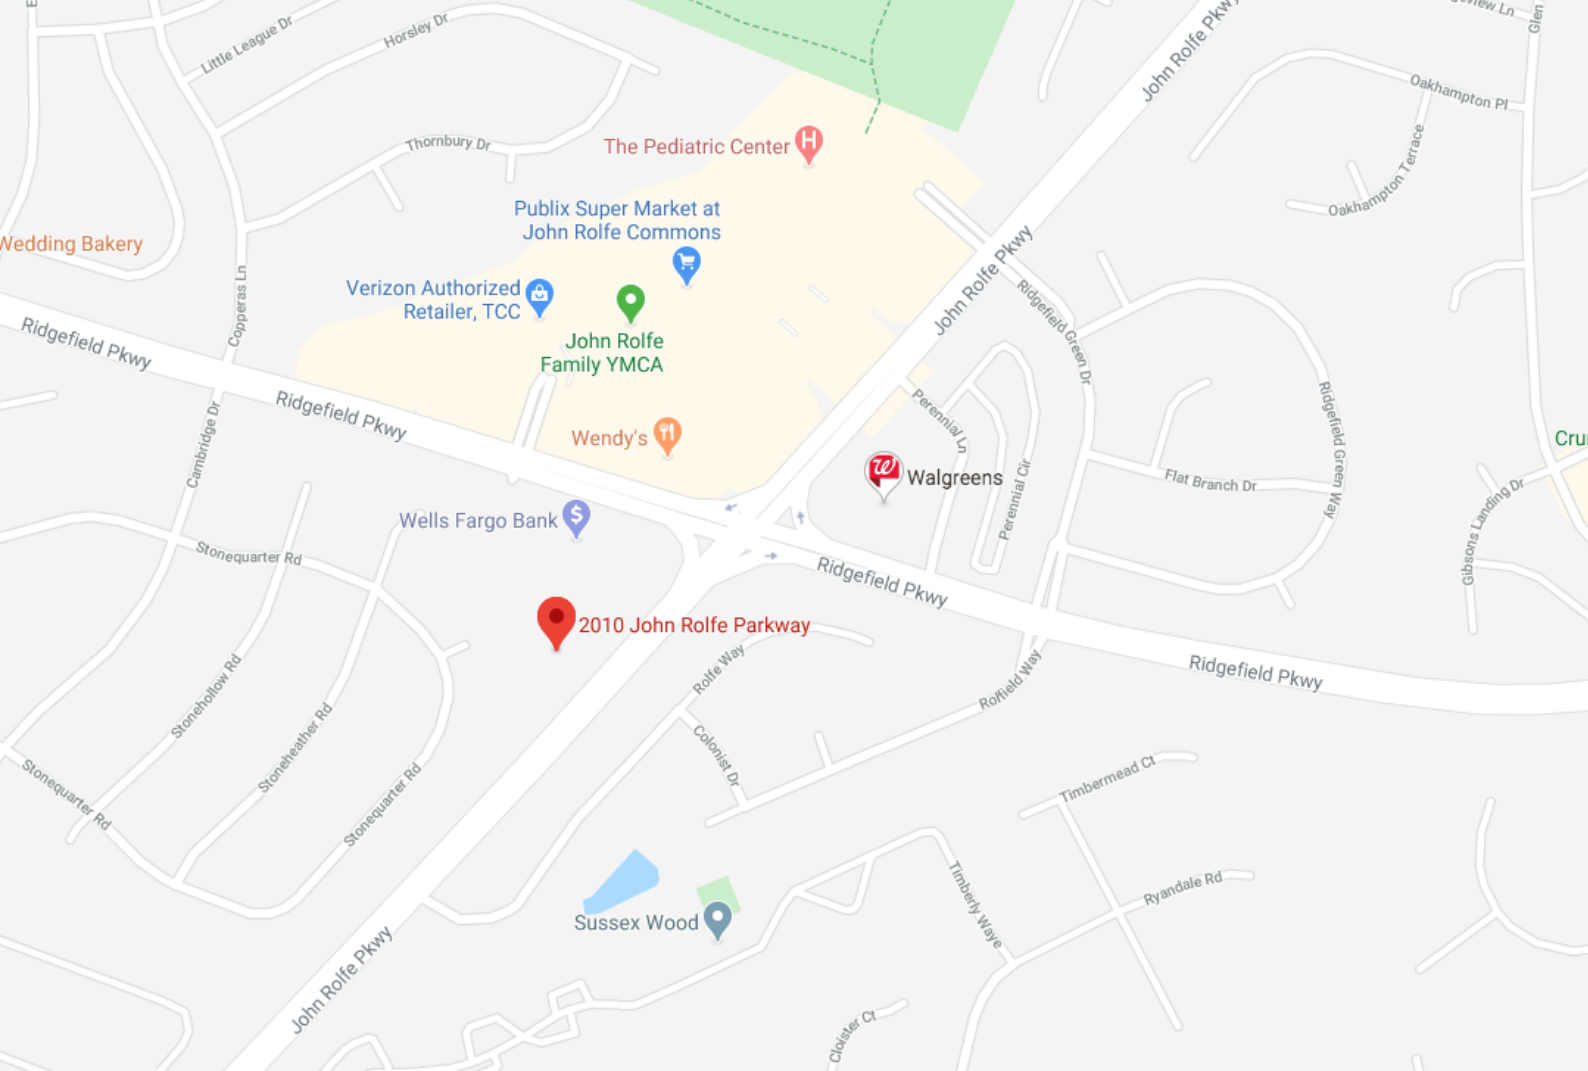 Little League Dr
Horsley Dr
John Rolfe Pkwy
Glen
Oakhampton Pl
Thornbury Dr
The Pediatric Center
H
Oakhampton Terrace
Publix Super Market at
John Rolfe Commons
Wedding Bakery
Copperas Ln
Verizon Authorized
Retailer, TCC
John Rolfe Pkwy
Ridgefield Green Dr
Ridgefield Pkwy
John Rolfe
Family YMCA
Ridgefield Pkwy
Cambridge Dr
Wendy's
Perennial Ln
Ridgefield Green Way
Walgreens
Perennial Cir
Flat Branch Dr
Gibsons Landing Dr
Wells Fargo Bank
$
Stonequarter Rd
Ridgefield Pkwy
2010 John Rolfe Parkway
Rolfe Way
Rolfield Way
Ridgefield Pkwy
Stonehollow Rd
Stoneheather Rd
Colonist Dr
Stonequarter Rd
Stonequarter Rd
Timbermead Ct
Timberly Waye
Ryandale Rd
Sussex Wood
John Rolfe Pkwy
Cloister Ct